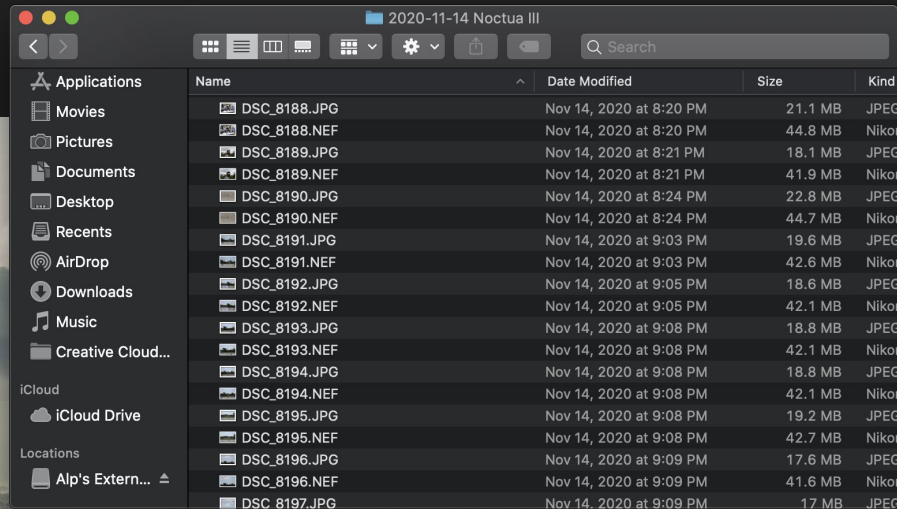 2020-11-14 Noctua III
Search
Applications
Movies
Pictures
Documents
Desktop
Recents
AirDrop
Downloads
Music
Creative Cloud...
iCloud
iCloud Drive
Locations
Alp's Extern...
Name Date Modified Size Kind
DSC_8188.JPG Nov 14, 2020 at 8:20 PM 21.1 MB JPEG
DSC_8188.NEF Nov 14, 2020 at 8:20 PM 44.8 MB Niko
DSC_8189.JPG Nov 14, 2020 at 8:21 PM 18.1 MB JPEG
DSC_8189.NEF Nov 14, 2020 at 8:21 PM 41.9 MB Niko
DSC_8190.JPG Nov 14, 2020 at 8:24 PM 22.8 MB JPEG
DSC_8190.NEF Nov 14, 2020 at 8:24 PM 44.7 MB Niko
DSC_8191.JPG Nov 14, 2020 at 9:03 PM 19.6 MB JPEG
DSC_8191.NEF Nov 14, 2020 at 9:03 PM 42.6 MB Niko
DSC_8192.JPG Nov 14, 2020 at 9:05 PM 18.6 MB JPEG
DSC_8192.NEF Nov 14, 2020 at 9:05 PM 42.1 MB Niko
DSC_8193.JPG Nov 14, 2020 at 9:08 PM 18.8 MB JPEG
DSC_8193.NEF Nov 14, 2020 at 9:08 PM 42.1 MB Niko
DSC_8194.JPG Nov 14, 2020 at 9:08 PM 18.8 MB JPEG
DSC_8194.NEF Nov 14, 2020 at 9:08 PM 42.1 MB Niko
DSC_8195.JPG Nov 14, 2020 at 9:08 PM 19.2 MB JPEG
DSC_8195.NEF Nov 14, 2020 at 9:08 PM 42.7 MB Niko
DSC_8196.JPG Nov 14, 2020 at 9:09 PM 17.6 MB JPEG
DSC_8196.NEF Nov 14, 2020 at 9:09 PM 41.6 MB Niko
DSC_8197.JPG Nov 14, 2020 at 9:09 PM 17 MB JPEG